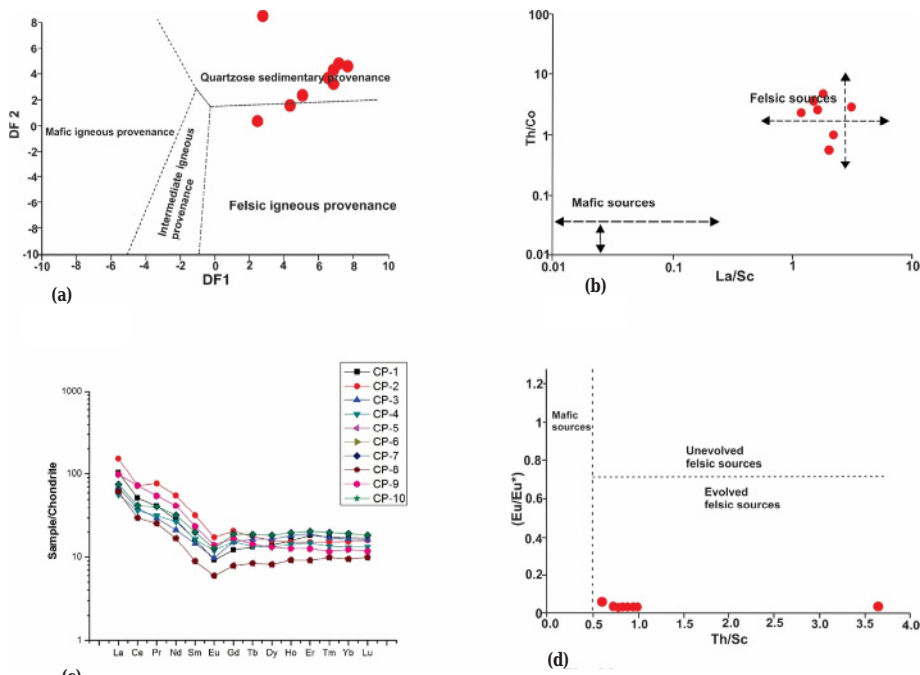 8
6
4
2
0
-2
-4
-6
-8
-10
DF 2
Quartzose sedimentary provenance
Mafic igneous provenance
Intermediate igneous
provenance
Felsic igneous provenance
-10 -8 -6 -4 -2 0 2 4 6 8 10
DF1
(a)
100
10
1
0.1
0.01
Th/Co
Felsic sources
Mafic sources
0.01 0.1 1 10
La/Sc
(b)
1000
100
10
1
Sample/Chondrite
CP-1
CP-2
CP-3
CP-4
CP-5
CP-6
CP-7
CP-8
CP-9
CP-10
La Ce Pr Nd Sm Eu Gd Tb Dy Ho Er Tm Yb Lu
1.2
1.0
0.8
0.6
0.4
0.2
0.0
(Eu/Eu*)
Mafic
sources
Unevolved
felsic sources
Evolved
felsic sources
0.0 0.5 1.0 1.5 2.0 2.5 3.0 3.5 4.0
Th/Sc
(d)